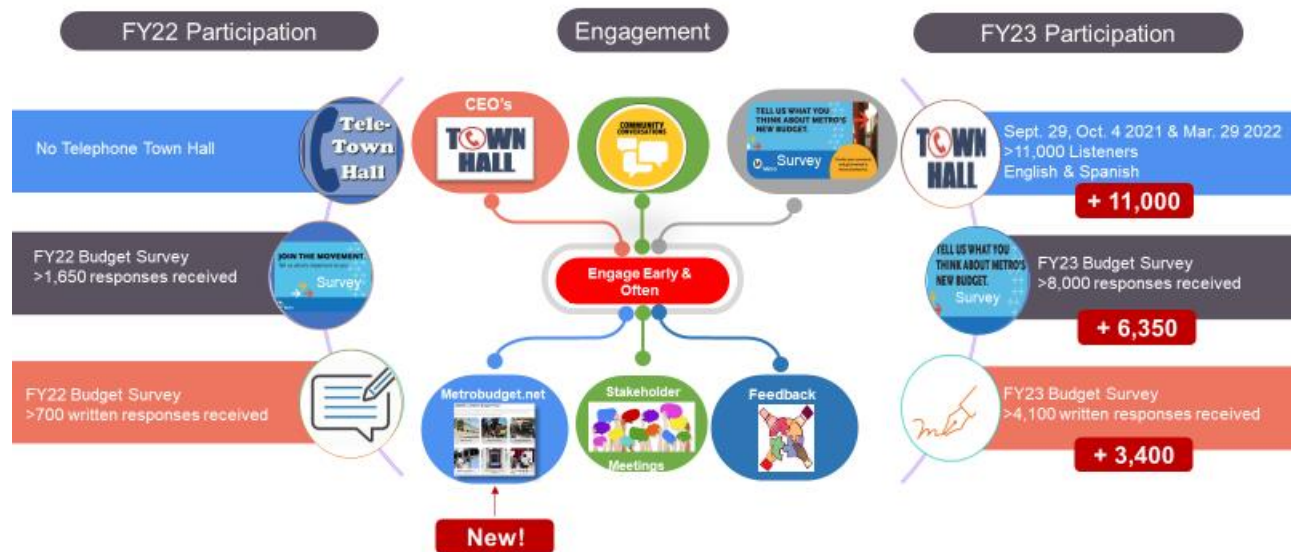 FY22 Participation
Engagement
FY23 Participation
No Telephone Town Hall
Tele-
Town
Hall
FY22 Budget Survey
>1,650 responses received
JOIN THE MOVEMENT.
Survey
FY22 Budget Survey
>700 written responses received
CEO's
TOWN
HALL
COMMUNITY
CONVERSATIONS
TELL US WHAT YOU
THINK ABOUT METRO'S
NEW BUDGET.
Survey
Engage Early &
Often
Metrobudget.net
New!
Stakeholder
Meetings
Feedback
TOWN
HALL
Sept. 29, Oct. 4 2021 & Mar. 29 2022
>11,000 Listeners
English & Spanish
+ 11,000
TELL US WHAT YOU
THINK ABOUT METRO'S
NEW BUDGET.
Survey
FY23 Budget Survey
>8,000 responses received
+ 6,350
FY23 Budget Survey
>4,100 written responses received
+ 3,400